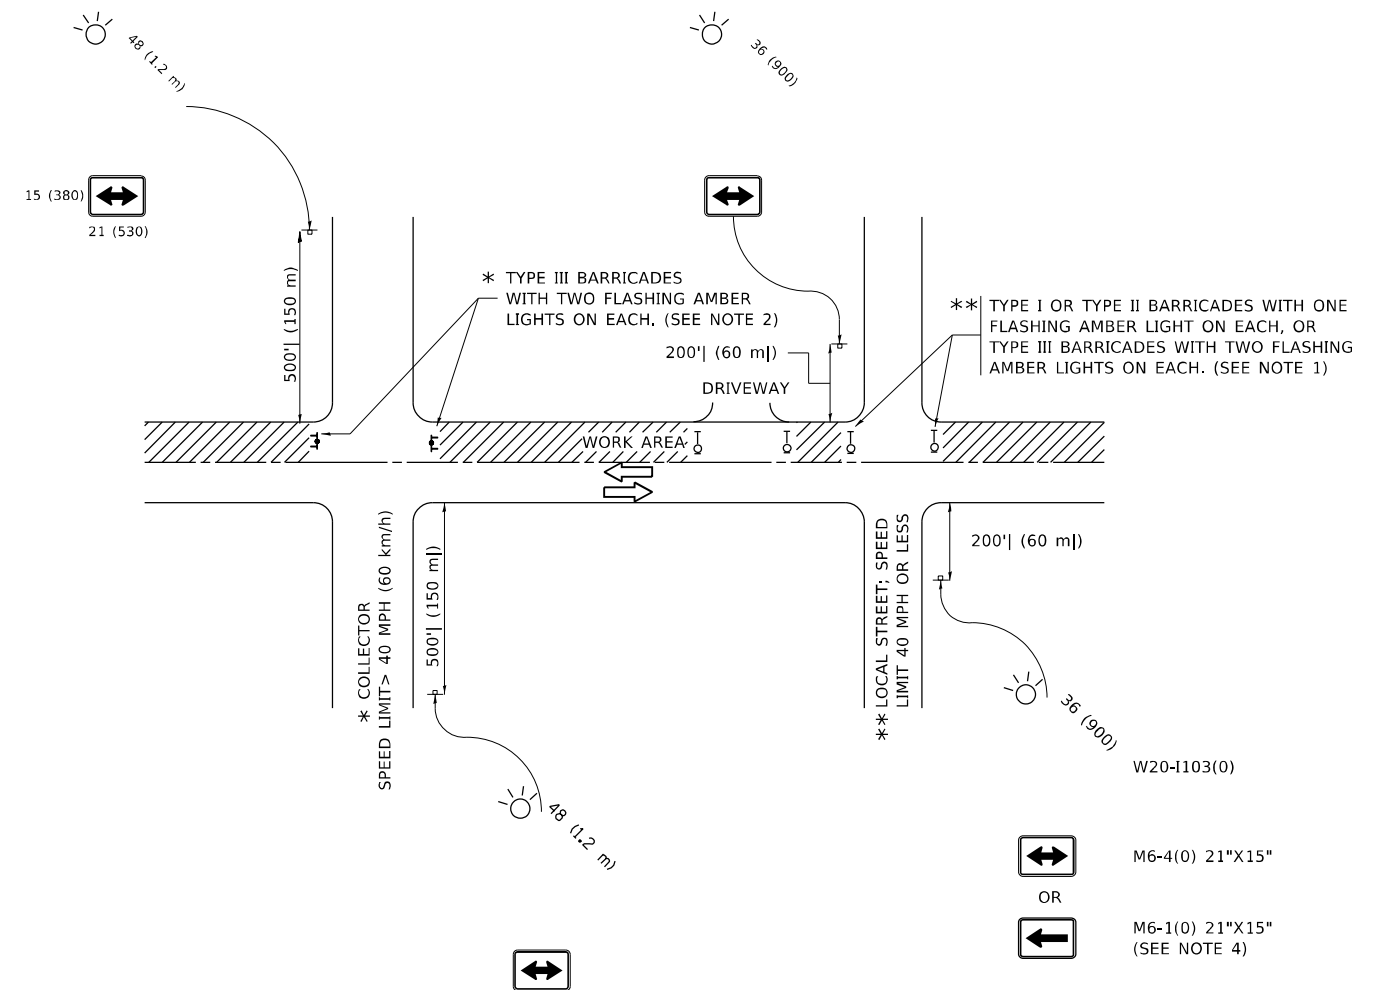 48 (1.2 m)
36 (900)
15 (380)
21 (530)
500'| (150 m)
* TYPE III BARRICADES
WITH TWO FLASHING AMBER
LIGHTS ON EACH. (SEE NOTE 2)
200'| (60 m|)
DRIVEWAY
** TYPE I OR TYPE II BARRICADES WITH ONE
FLASHING AMBER LIGHT ON EACH, OR
TYPE III BARRICADES WITH TWO FLASHING
AMBER LIGHTS ON EACH. (SEE NOTE 1)
WORK AREA
* COLLECTOR
SPEED LIMIT> 40 MPH (60 km/h)
500'| (150 m|)
** LOCAL STREET; SPEED
LIMIT 40 MPH OR LESS
200'| (60 m|)
36 (900)
48 (1.2 m)
W20-I103(0)
M6-4(0) 21"X15"
OR
M6-1(0) 21"X15"
(SEE NOTE 4)